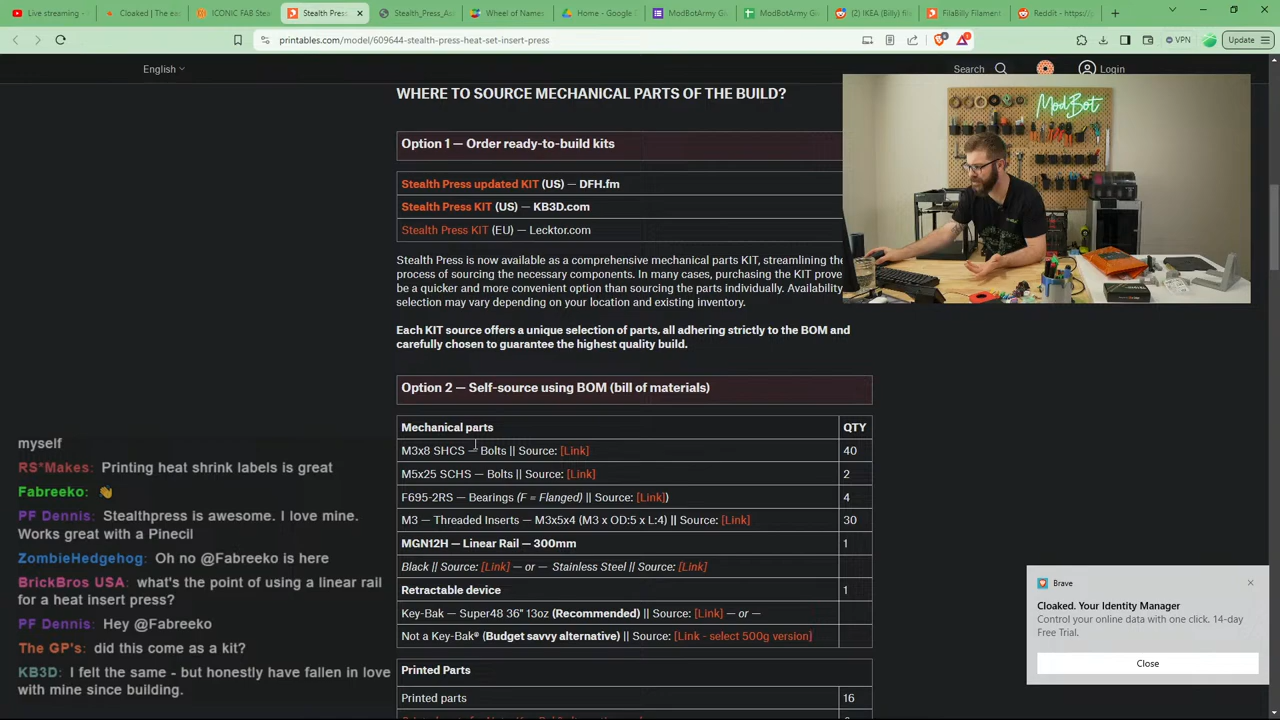 Live streaming -
Cloaked | The ea
ICONIC FAB Stea
Stealth Press
Stealth_Press_As
Wheel of Names
Home - Google
ModBotArmy Gi
ModBotArmy Gi
(2) IKEA (Billy) fi
FilaBilly Filament
Reddit - https://
printables.com/model/609644-stealth-press-heat-set-insert-press
VPN
Update
English
Search
Login
WHERE TO SOURCE MECHANICAL PARTS OF THE BUILD?
Option 1 — Order ready-to-build kits
Stealth Press updated KIT (US) — DFH.fm
Stealth Press KIT (US) — KB3D.com
Stealth Press KIT (EU) — Lecktor.com
Stealth Press is now available as a comprehensive mechanical parts KIT, streamlining the
process of sourcing the necessary components. In many cases, purchasing the KIT prove
be a quicker and more convenient option than sourcing the parts individually. Availability
selection may vary depending on your location and existing inventory.
Each KIT source offers a unique selection of parts, all adhering strictly to the BOM and
carefully chosen to guarantee the highest quality build.
Option 2 — Self-source using BOM (bill of materials)
Mechanical parts QTY
M3x8 SHCS — Bolts || Source: [Link] 40
M5x25 SCHS — Bolts || Source: [Link] 2
F695-2RS — Bearings (F = Flanged) || Source: [Link]) 4
M3 — Threaded Inserts — M3x5x4 (M3 x OD:5 x L:4) || Source: [Link] 30
MGN12H — Linear Rail — 300mm 1
Black || Source: [Link] — or — Stainless Steel || Source: [Link]
Retractable device 1
Key-Bak — Super48 36" 13oz (Recommended) || Source: [Link] — or —
Not a Key-Bak® (Budget savvy alternative) || Source: [Link - select 500g version]
Printed Parts
Printed parts 16
ModBot
myself
RS*Makes: Printing heat shrink labels is great
Fabreeko: 👋
PF Dennis: Stealthpress is awesome. I love mine.
Works great with a Pinecil
ZombieHedgehog: Oh no @Fabreeko is here
BrickBros USA: what's the point of using a linear rail
for a heat insert press?
PF Dennis: Hey @Fabreeko
The GP's: did this come as a kit?
KB3D: I felt the same - but honestly have fallen in love
with mine since building.
Brave
Cloaked. Your Identity Manager
Control your online data with one click. 14-day
Free Trial.
Close